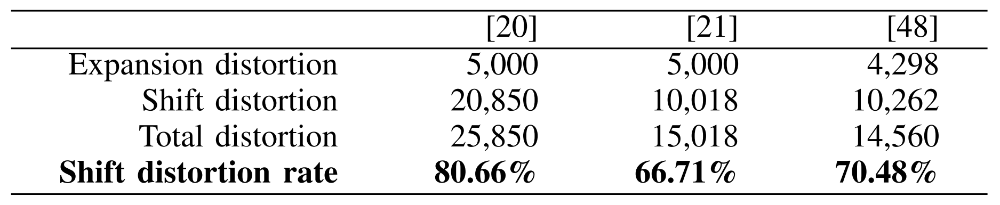 [20] [21] [48]
Expansion distortion 5,000 5,000 4,298
Shift distortion 20,850 10,018 10,262
Total distortion 25,850 15,018 14,560
Shift distortion rate 80.66% 66.71% 70.48%